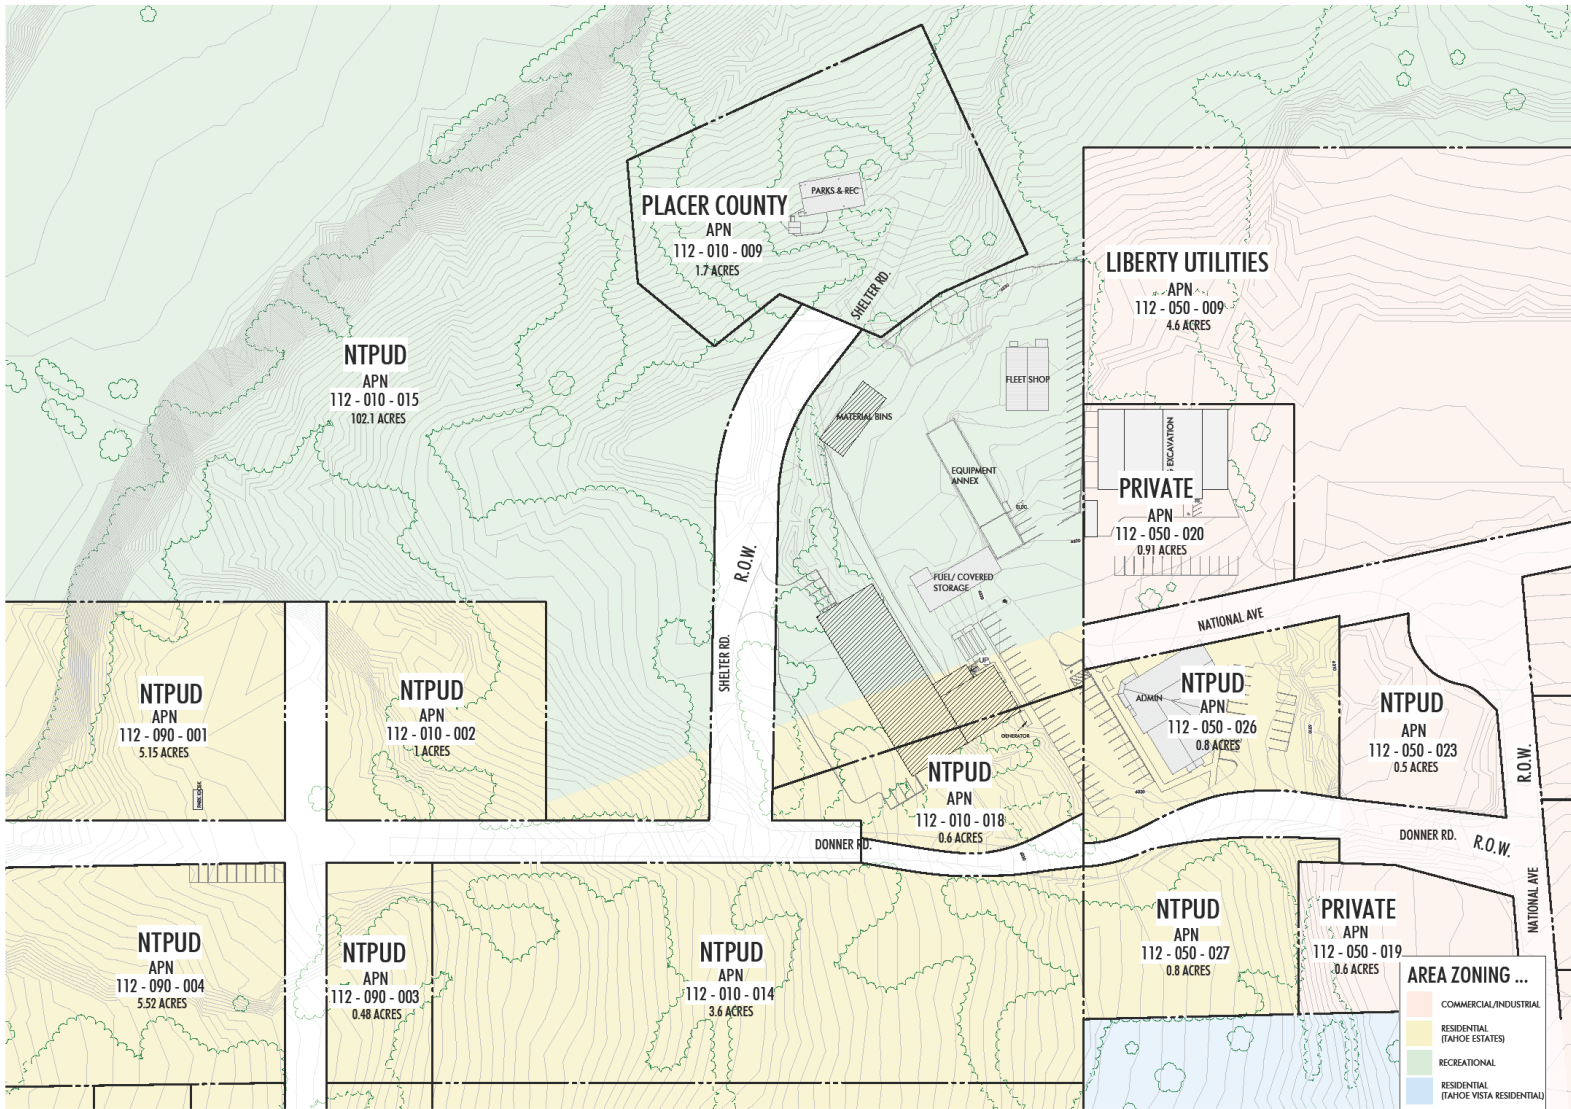 PARKS & REC
PLACER COUNTY
APN
112 - 010 - 009
1.7 ACRES
SHELTER RD.
LIBERTY UTILITIES
APN
112 - 050 - 009
4.6 ACRES
NTPUD
APN
112 - 010 - 015
102.1 ACRES
FLEET SHOP
MATERIAL BINS
EXCAVATION
EQUIPMENT
ANNEX
PRIVATE
APN
112 - 050 - 020
0.91 ACRES
R.O.W.
FUEL/ COVERED
STORAGE
NATIONAL AVE
SHELTER RD.
UP
NTPUD
APN
112 - 090 - 001
5.15 ACRES
NTPUD
APN
112 - 010 - 002
1 ACRES
ADMIN
NTPUD
APN
112 - 050 - 026
0.8 ACRES
NTPUD
APN
112 - 050 - 023
0.5 ACRES
GENERATOR
R.O.W.
NTPUD
APN
112 - 010 - 018
0.6 ACRES
DONNER RD.
DONNER RD.
R.O.W.
NATIONAL AVE
NTPUD
APN
112 - 090 - 004
5.52 ACRES
NTPUD
APN
112 - 090 - 003
0.48 ACRES
NTPUD
APN
112 - 010 - 014
3.6 ACRES
NTPUD
APN
112 - 050 - 027
0.8 ACRES
PRIVATE
APN
112 - 050 - 019
0.6 ACRES
AREA ZONING ...
COMMERCIAL/INDUSTRIAL
RESIDENTIAL
(TAHOE ESTATES)
RECREATIONAL
RESIDENTIAL
(TAHOE VISTA RESIDENTIAL)